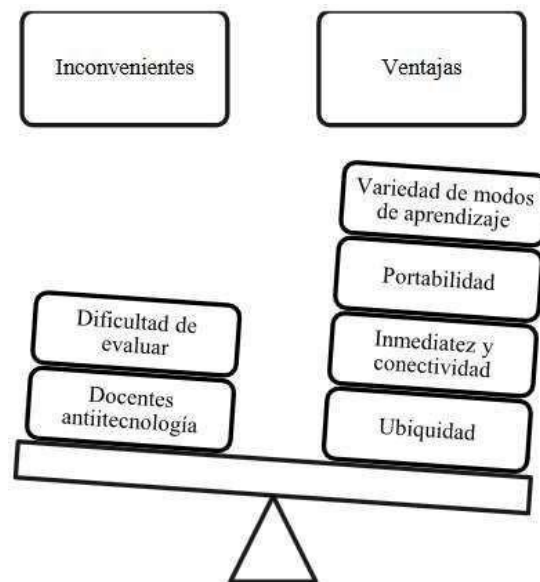 Inconvenientes
Ventajas
Variedad de modos
de aprendizaje
Portabilidad
Dificultad de
evaluar
Inmediatez y
conectividad
Docentes
antiitecnología
Ubiquidad